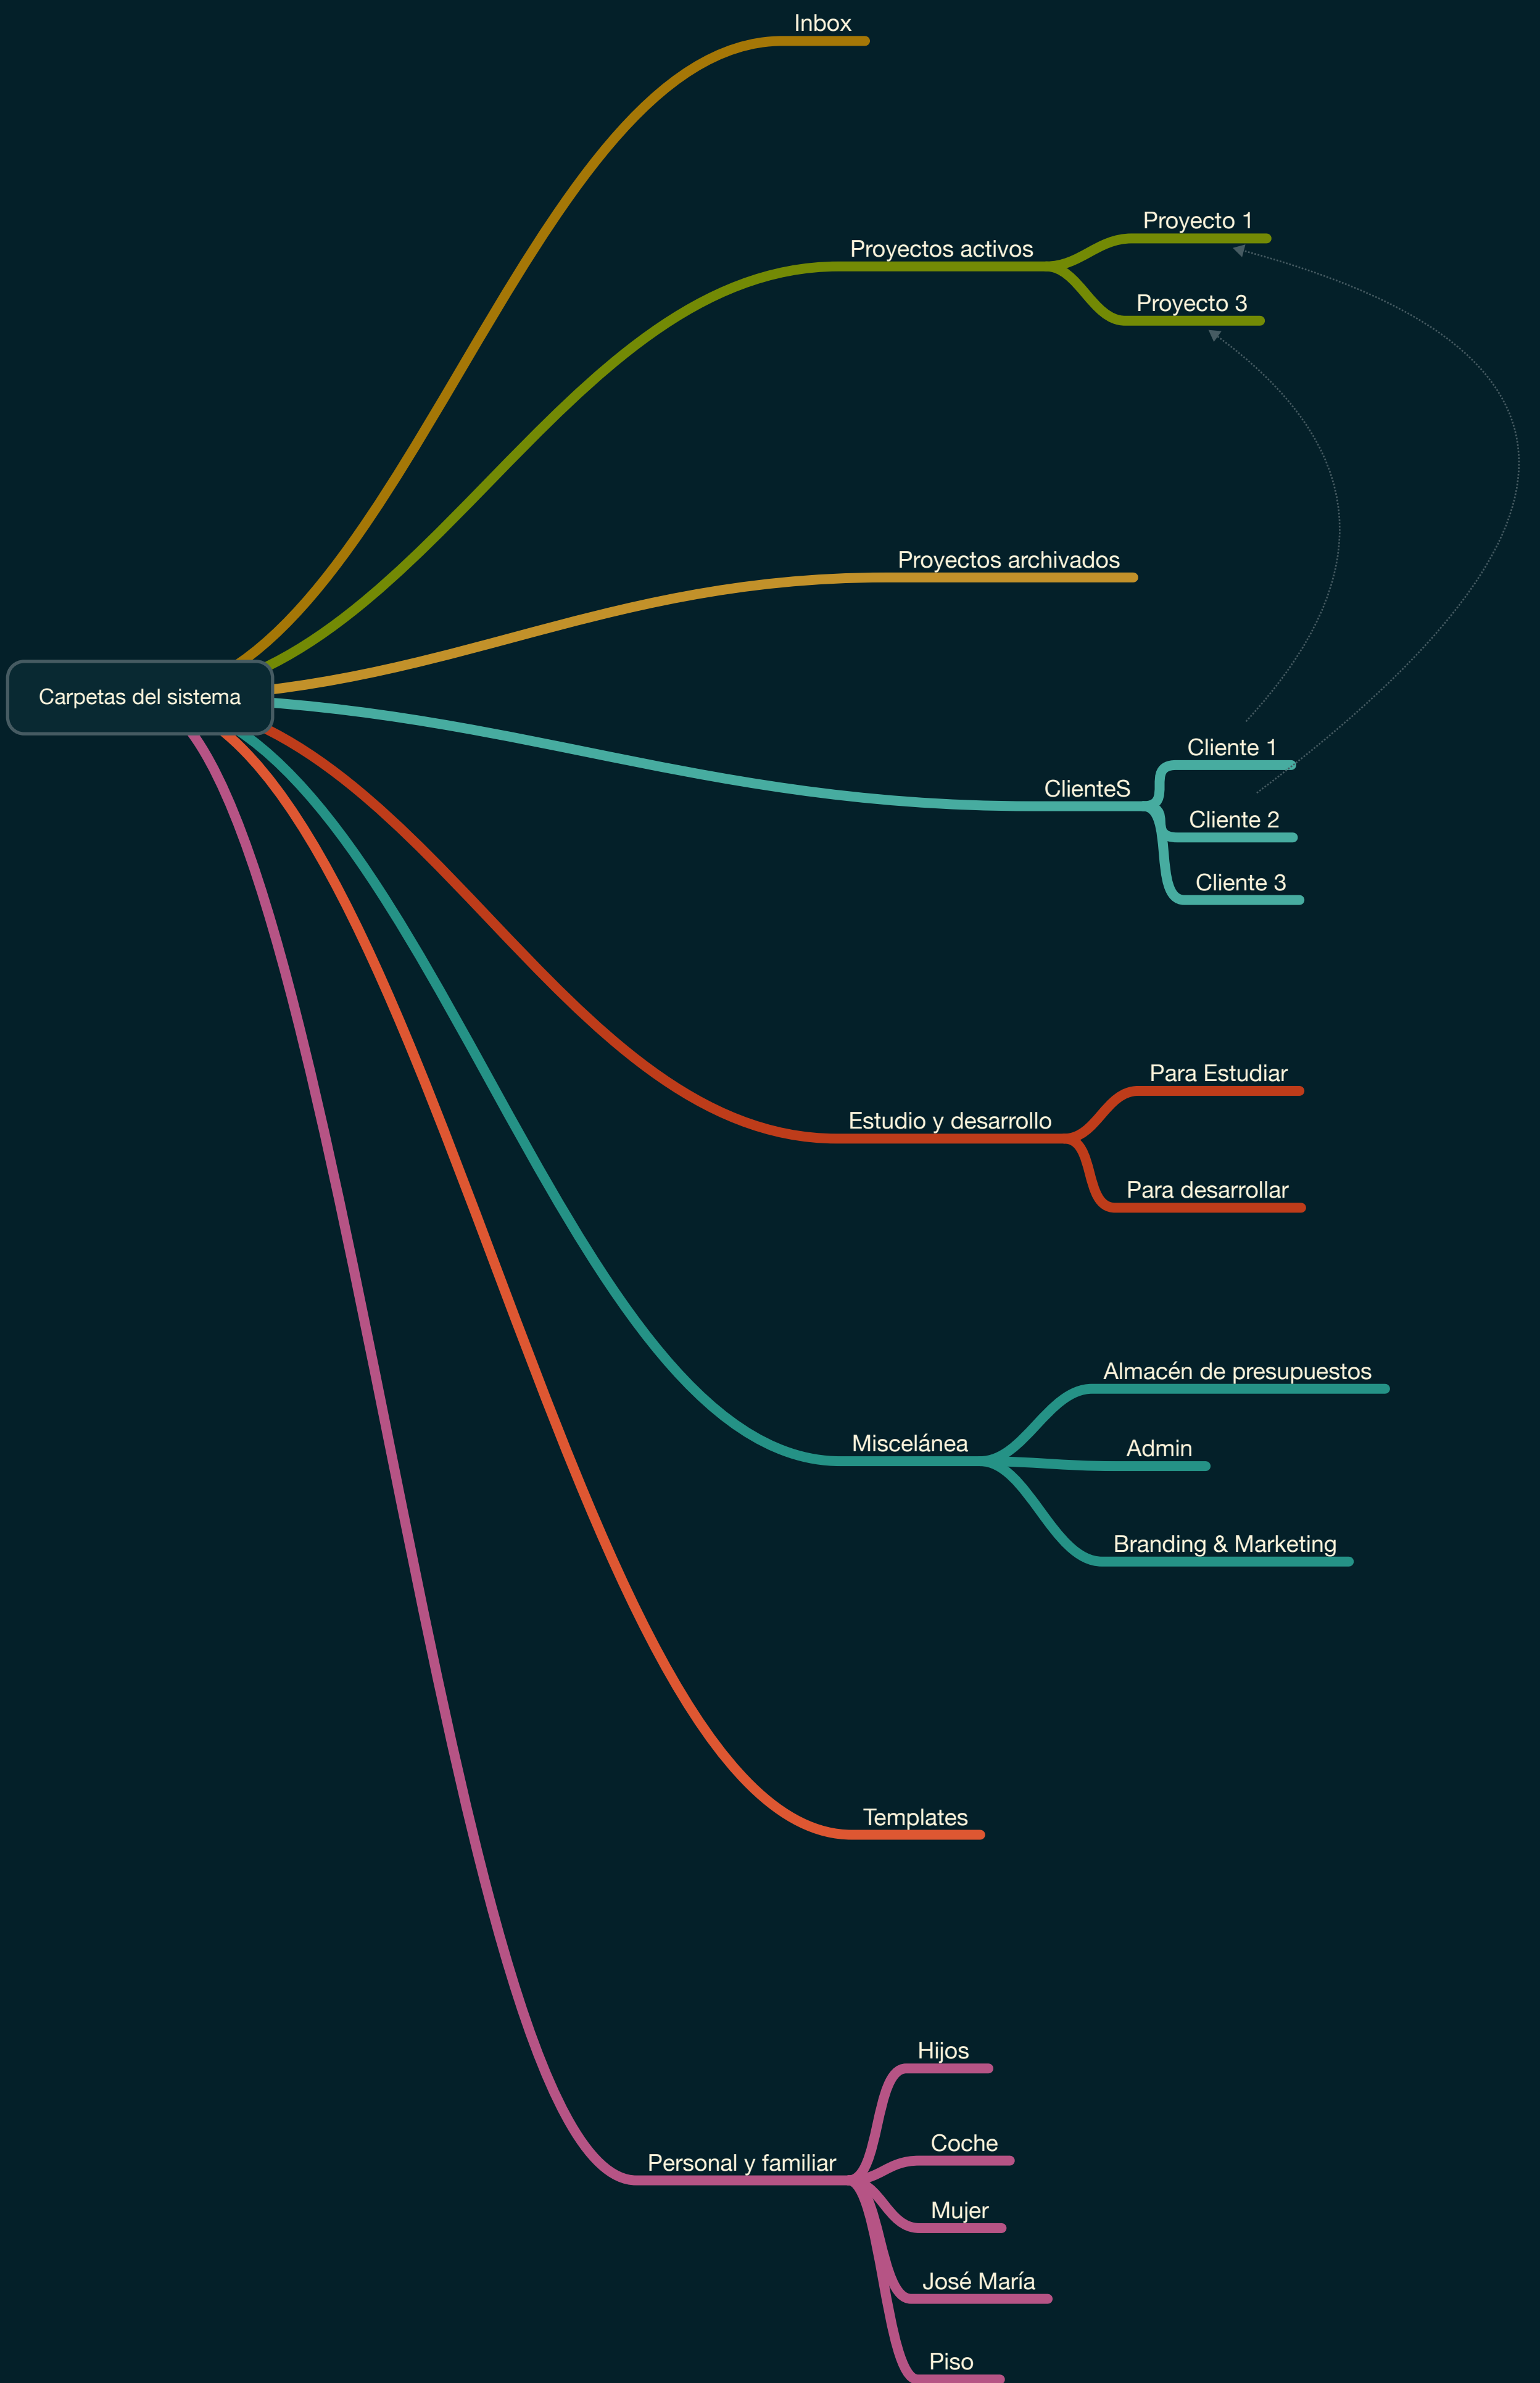 Inbox
Proyectos activos
Proyecto 1
Proyecto 3
Proyectos archivados
Carpetas del sistema
ClienteS
Cliente 1
Cliente 2
Cliente 3
Estudio y desarrollo
Para Estudiar
Para desarrollar
Miscelánea
Almacén de presupuestos
Admin
Branding & Marketing
Templates
Personal y familiar
Hijos
Coche
Mujer
José María
Piso